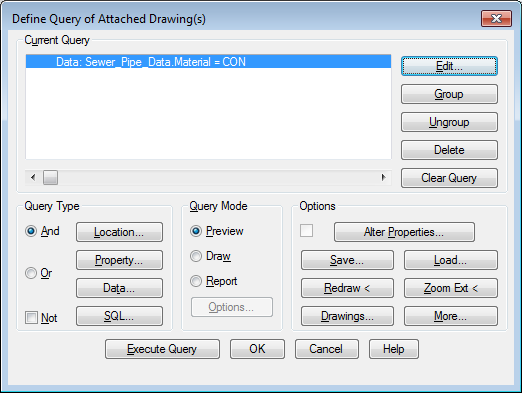 Define Query of Attached Drawing(s)
Current Query
Data: Sewer_Pipe_Data.Material = CON
Edit...
Group
Ungroup
Delete
Clear Query
Query Type
And
Location...
Property...
Or
Data...
Not
SQL...
Query Mode
Preview
Draw
Report
Options...
Options
Alter Properties...
Save...
Load...
Redraw <
Zoom Ext <
Drawings...
More...
Execute Query
OK
Cancel
Help